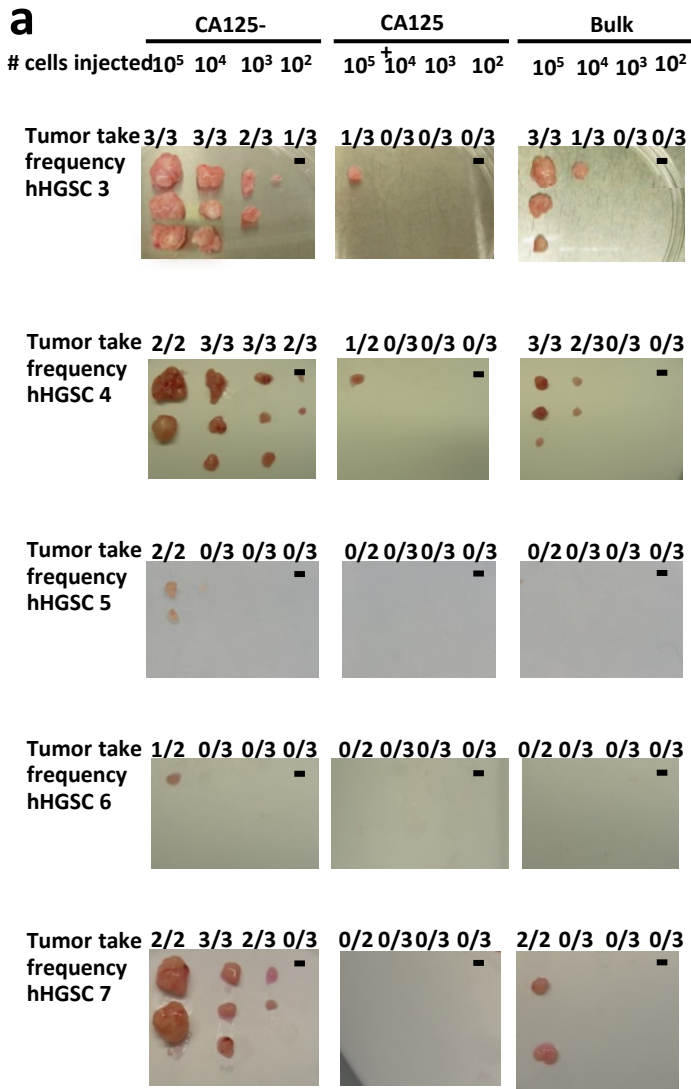 a
CA125- CA125 Bulk
+
# cells injected 10⁵ 10⁴ 10³ 10² 10⁵ 10⁴ 10³ 10² 10⁵ 10⁴ 10³ 10²
Tumor take 3/3 3/3 2/3 1/3 1/3 0/3 0/3 0/3 3/3 1/3 0/3 0/3
frequency
hHGSC 3
Tumor take 2/2 3/3 3/3 2/3 1/2 0/3 0/3 0/3 3/3 2/3 0/3 0/3
frequency
hHGSC 4
Tumor take 2/2 0/3 0/3 0/3 0/2 0/3 0/3 0/3 0/2 0/3 0/3 0/3
frequency
hHGSC 5
Tumor take 1/2 0/3 0/3 0/3 0/2 0/3 0/3 0/3 0/2 0/3 0/3 0/3
frequency
hHGSC 6
Tumor take 2/2 3/3 2/3 0/3 0/2 0/3 0/3 0/3 2/2 0/3 0/3 0/3
frequency
hHGSC 7